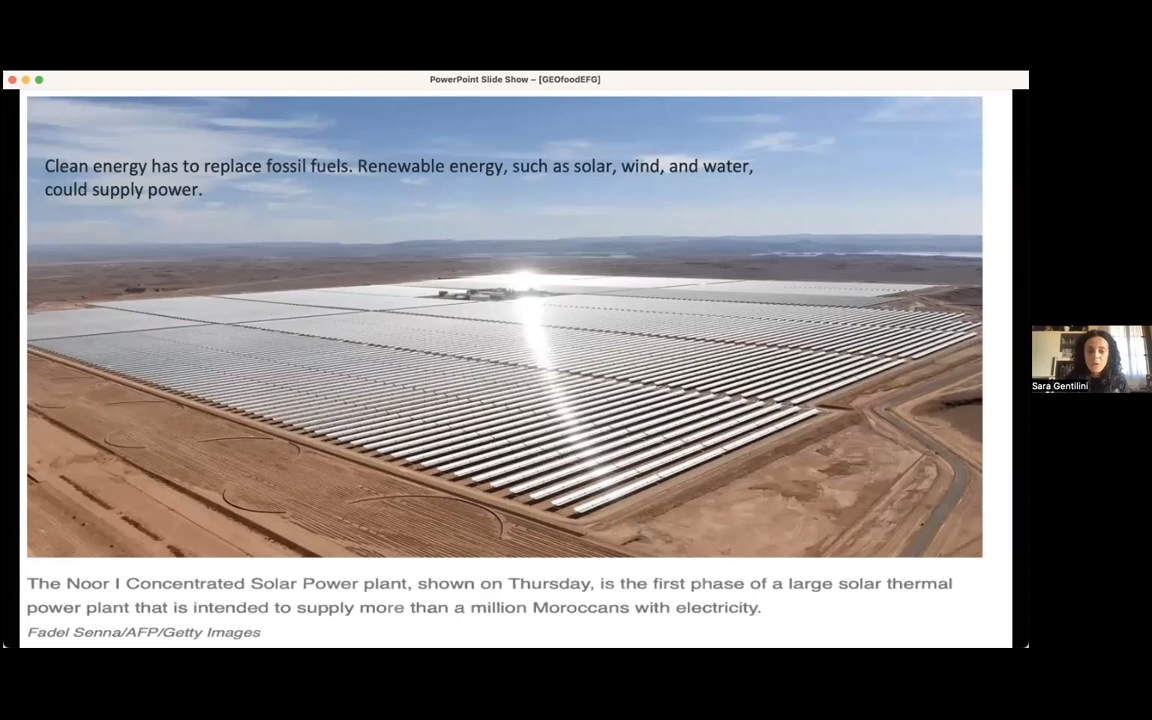 PowerPoint Slide Show – [GEOfoodEFG]
Clean energy has to replace fossil fuels. Renewable energy, such as solar, wind, and water,
could supply power.
Sara Gentilini
The Noor I Concentrated Solar Power plant, shown on Thursday, is the first phase of a large solar thermal
power plant that is intended to supply more than a million Moroccans with electricity.
Fadel Senna/AFP/Getty Images